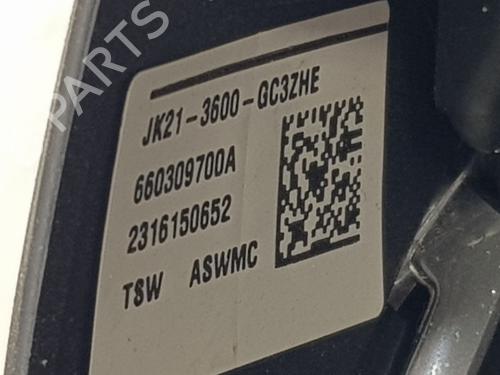 PARTS
JK21-3600-GC3ZHE
660309700A
2316150652
TSW ASWMC